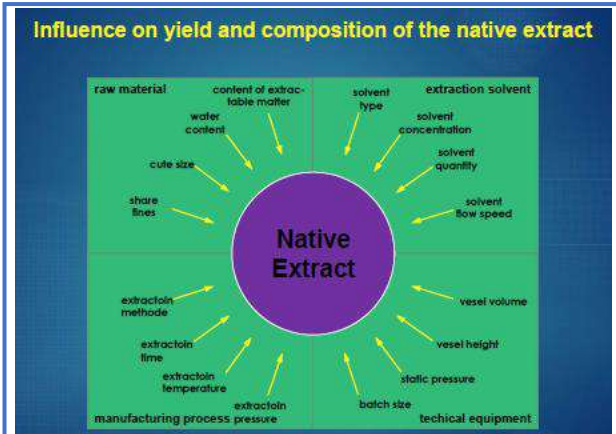 Influence on yield and composition of the native extract
raw material
content of extrac-
table matter
water
content
cute size
share
fines
extraction solvent
solvent
type
solvent
concentration
solvent
quantity
solvent
flow speed
Native
Extract
extractoin
methode
extractoin
time
extractoin
temperature
extractoin
pressure
manufacturing process
vesel volume
vesel height
static pressure
batch size
techical equipment